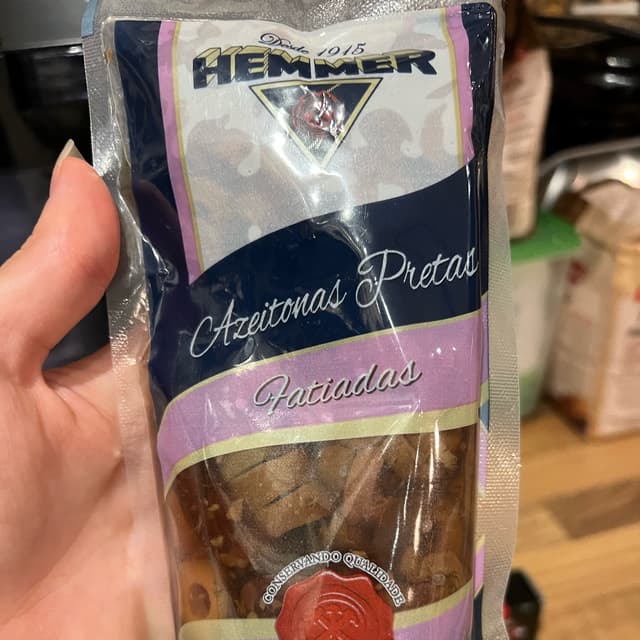 Desde 1915
HEMMER
Azeitonas Pretas
Fatiadas
CONSERVANDO QUALIDADE